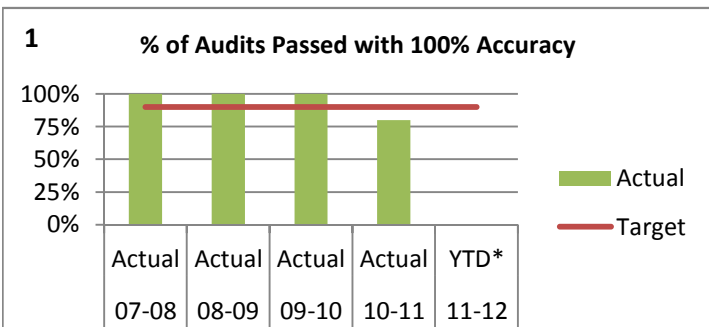 1
% of Audits Passed with 100% Accuracy
100%
75%
50%
25%
0%
Actual Actual Actual Actual YTD*
07-08 08-09 09-10 10-11 11-12
Actual
Target